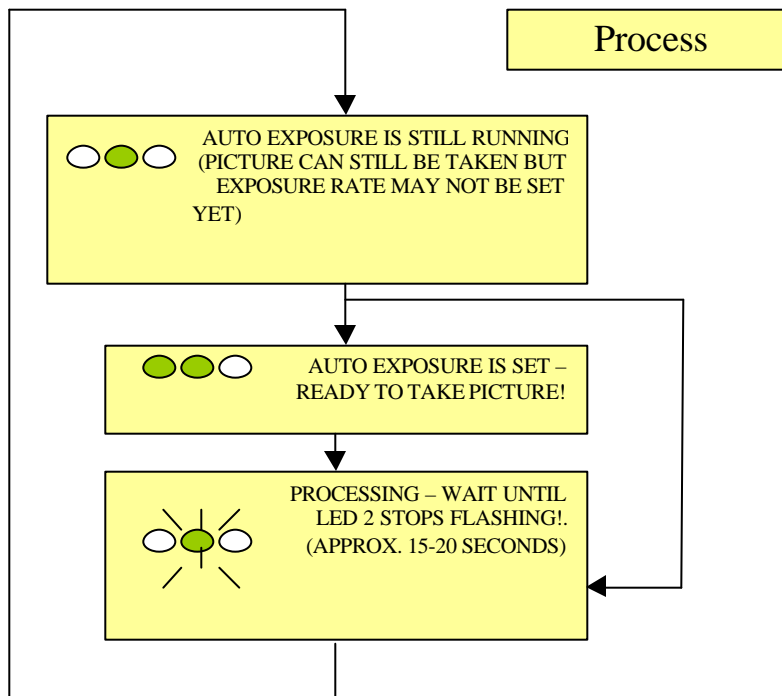 Process
AUTO EXPOSURE IS STILL RUNNING
(PICTURE CAN STILL BE TAKEN BUT
EXPOSURE RATE MAY NOT BE SET
YET)
AUTO EXPOSURE IS SET –
READY TO TAKE PICTURE!
PROCESSING – WAIT UNTIL
LED 2 STOPS FLASHING!.
(APPROX. 15-20 SECONDS)